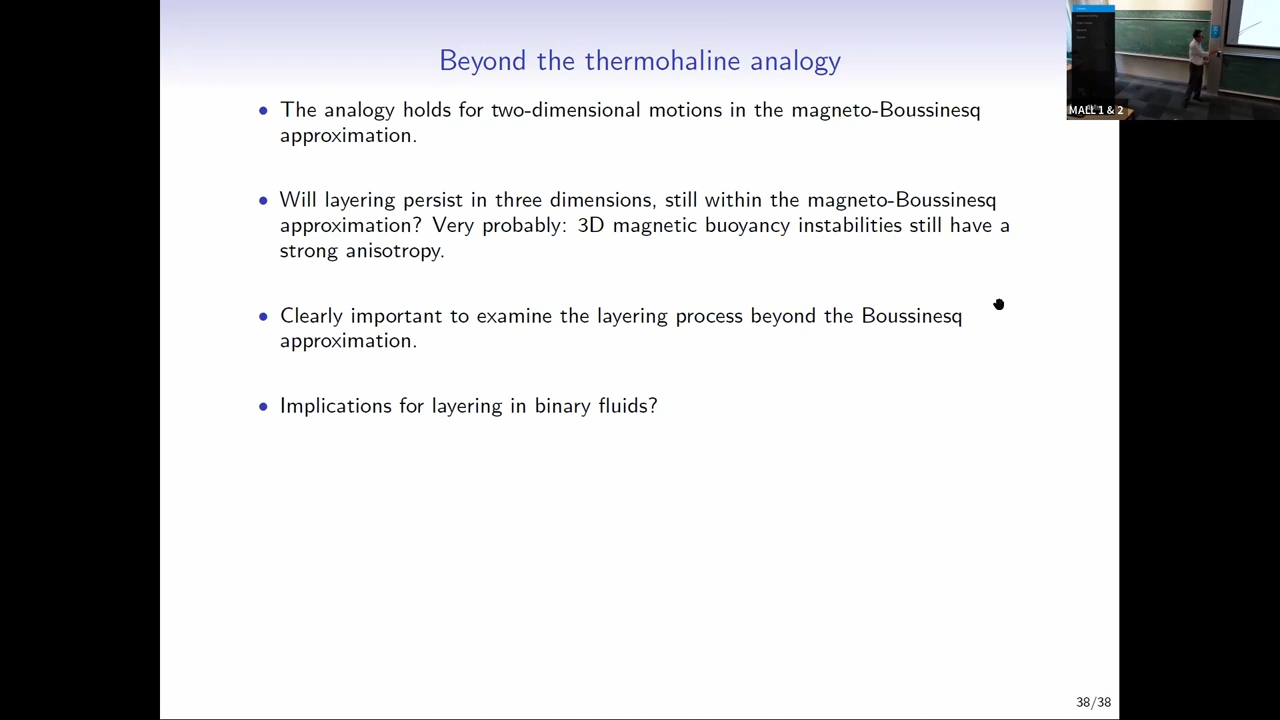 Beyond the thermohaline analogy
• The analogy holds for two-dimensional motions in the magneto-Boussinesq
approximation.
• Will layering persist in three dimensions, still within the magneto-Boussinesq
approximation? Very probably: 3D magnetic buoyancy instabilities still have a
strong anisotropy.
• Clearly important to examine the layering process beyond the Boussinesq
approximation.
• Implications for layering in binary fluids?
38/38
MALL 1 & 2